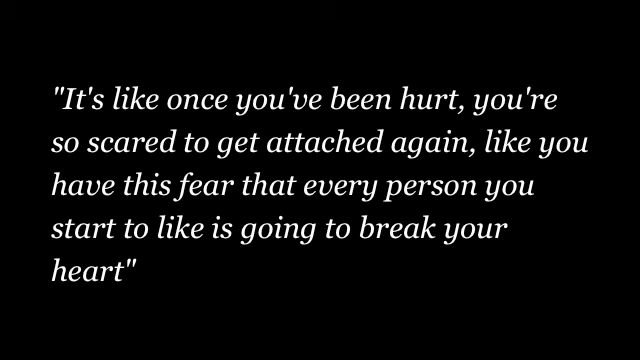 "It's like once you've been hurt, you're
so scared to get attached again, like you
have this fear that every person you
start to like is going to break your
heart"